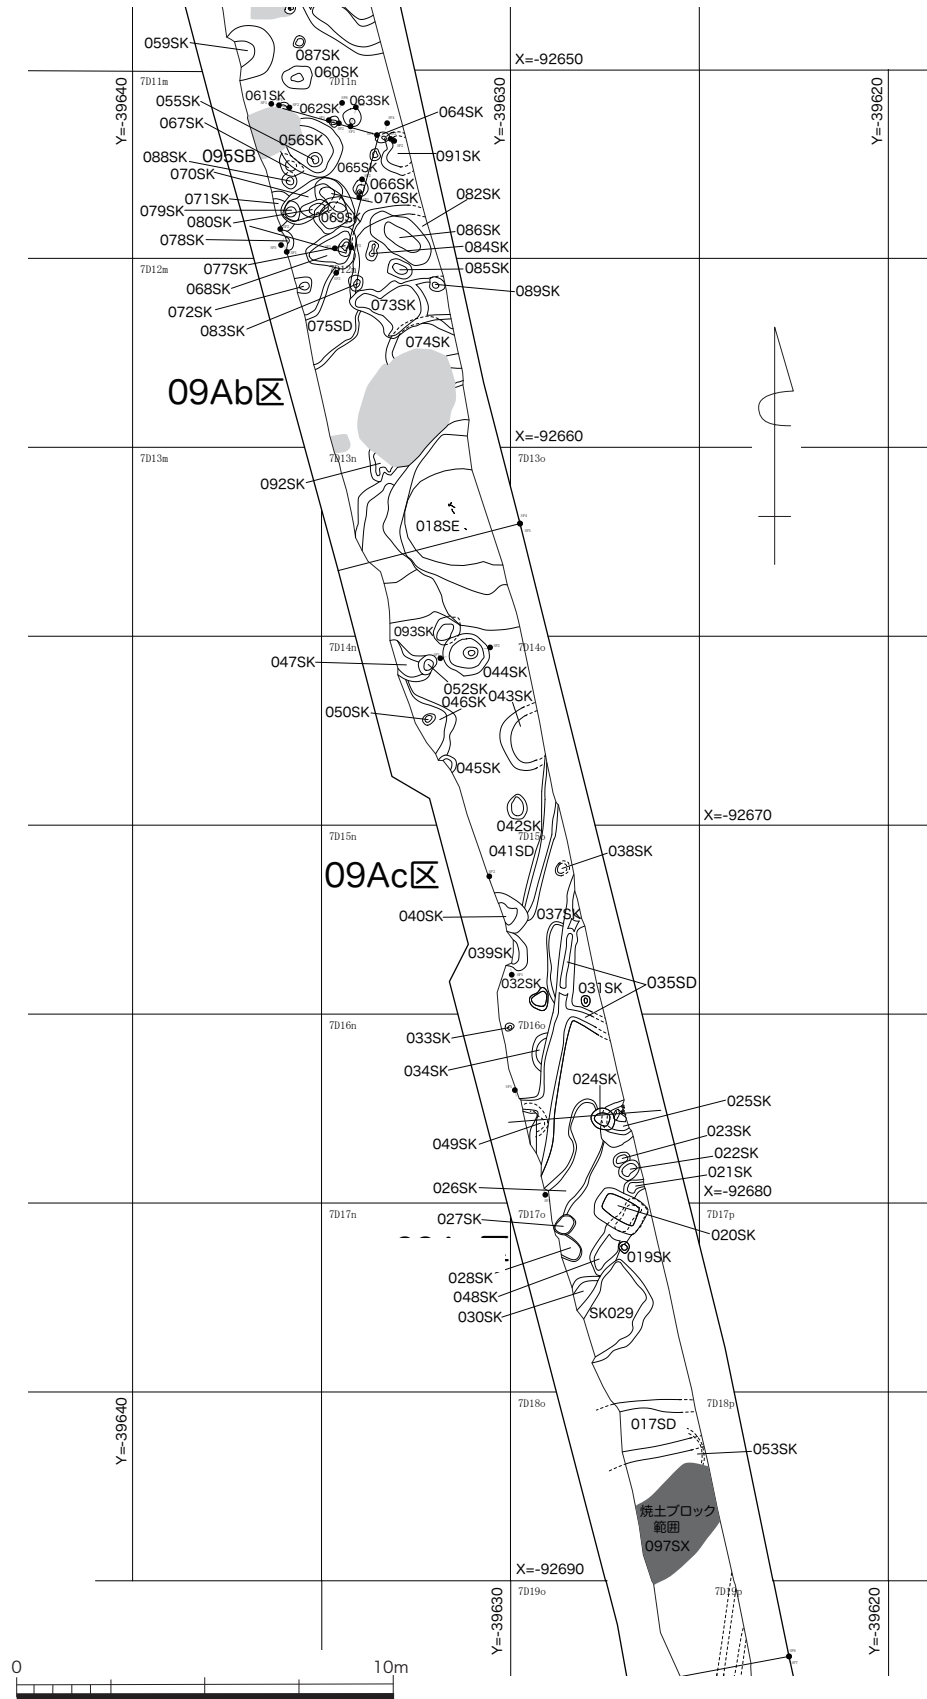 059SK
087SK
X=-92650
Y=-39640
7D11m
060SK
7D11n
Y=-39630
Y=-39620
061SK
063SK
055SK
062SK
064SK
067SK
056SK
088SK
095SB
091SK
070SK
065SK
066SK
071SK
076SK
082SK
079SK
069SK
080SK
086SK
078SK
084SK
077SK
7D12m
7D12n
085SK
068SK
089SK
072SK
073SK
083SK
075SD
074SK
09Ab区
X=-92660
7D13m
7D13n
7D13o
092SK
018SE
093SK
7D14n
7D14o
047SK
044SK
052SK
043SK
046SK
050SK
045SK
X=-92670
042SK
7D15n
7D15o
041SD
038SK
09Ac区
040SK
037SK
039SK
032SK
031SK
035SD
7D16n
7D16o
033SK
034SK
024SK
025SK
023SK
049SK
022SK
021SK
026SK
X=-92680
7D17n
7D17o
7D17p
027SK
020SK
019SK
028SK
048SK
030SK
SK029
Y=-39640
7D18o
7D18p
017SD
053SK
焼土ブロック
範囲
097SX
X=-92690
7D19o
7D19p
Y=-39630
Y=-39620
0
10m